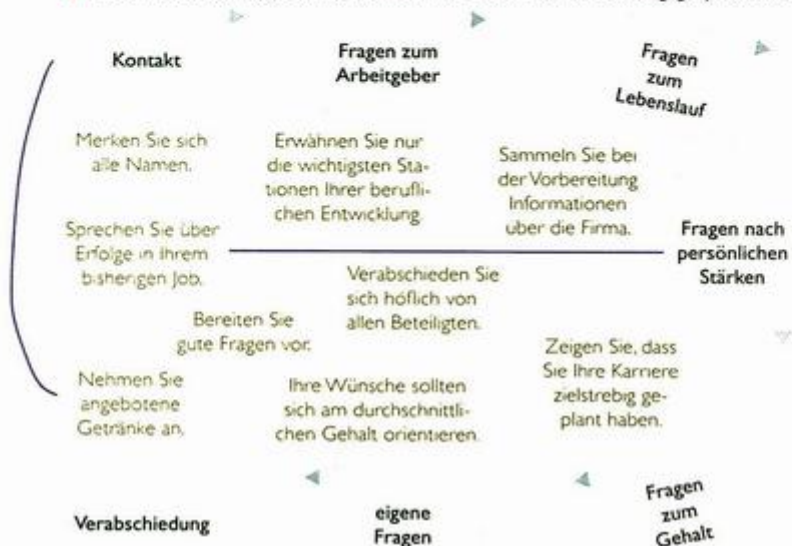 Kontakt
Fragen zum
Arbeitgeber
Fragen
zum
Lebenslauf
Merken Sie sich
alle Namen.
Erwähnen Sie nur
die wichtigsten Sta-
tionen Ihrer berufli-
chen Entwicklung.
Sammeln Sie bei
der Vorbereitung
Informationen
über die Firma.
Sprechen Sie über
Erfolge in Ihrem
bisherigen Job.
Fragen nach
persönlichen
Stärken
Verabschieden Sie
sich höflich von
allen Beteiligten.
Bereiten Sie
gute Fragen vor.
Zeigen Sie, dass
Sie Ihre Karriere
zielstrebig ge-
plant haben.
Nehmen Sie
angebotene
Getränke an.
Ihre Wünsche sollten
sich am durchschnittli-
chen Gehalt orientieren.
Verabschiedung
eigene
Fragen
Fragen
zum
Gehalt